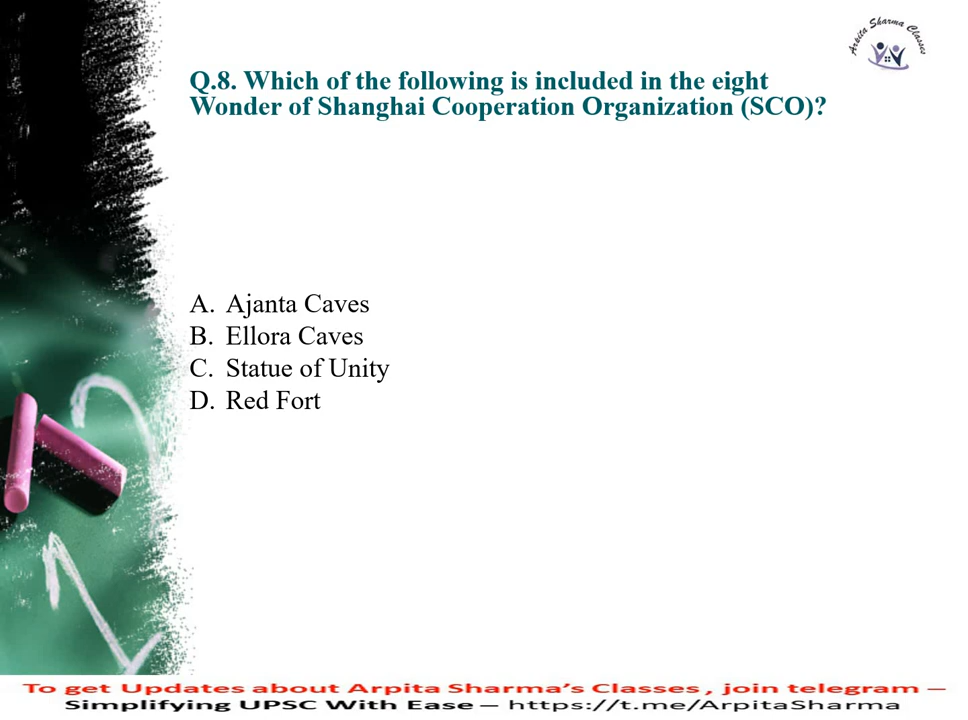 Arpita Sharma Classes
Q.8. Which of the following is included in the eight
Wonder of Shanghai Cooperation Organization (SCO)?
A. Ajanta Caves
B. Ellora Caves
C. Statue of Unity
D. Red Fort
To get Updates about Arpita Sharma's Classes, join telegram –
Simplifying UPSC With Ease – https://t.me/ArpitaSharma